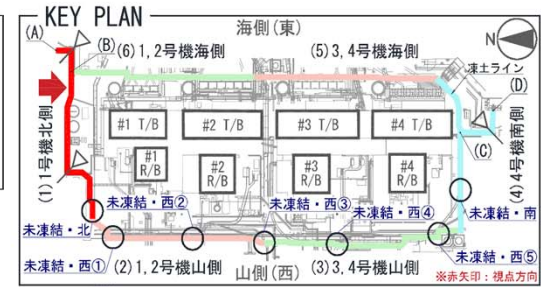 KEY PLAN
海側(東)
N
(A)
(B)
(6)1,2号機海側
(5)3,4号機海側
凍土ライン
(D)
#1 T/B
#2 T/B
#3 T/B
#4 T/B
(C)
(1)1号機北側
(4)4号機南側
#1
R/B
#2
R/B
#3
R/B
#4
R/B
未凍結・西②
未凍結・西③
未凍結・西④
未凍結・南
未凍結・北
未凍結・西①
未凍結・西⑤
(2)1,2号機山側
山側(西)
(3)3,4号機山側
※赤矢印:視点方向